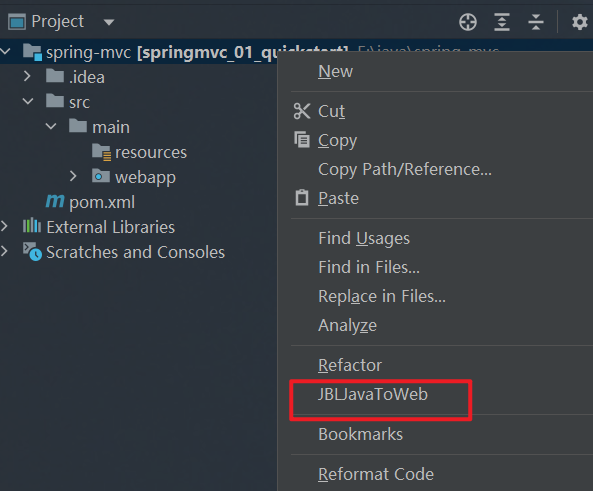 Project
spring-mvc [springmvc_01_quickstart] E:\java\spring-mvc
.idea
src
main
resources
webapp
pom.xml
External Libraries
Scratches and Consoles
New
Cut
Copy
Copy Path/Reference...
Paste
Find Usages
Find in Files...
Replace in Files...
Analyze
Refactor
JBLJavaToWeb
Bookmarks
Reformat Code